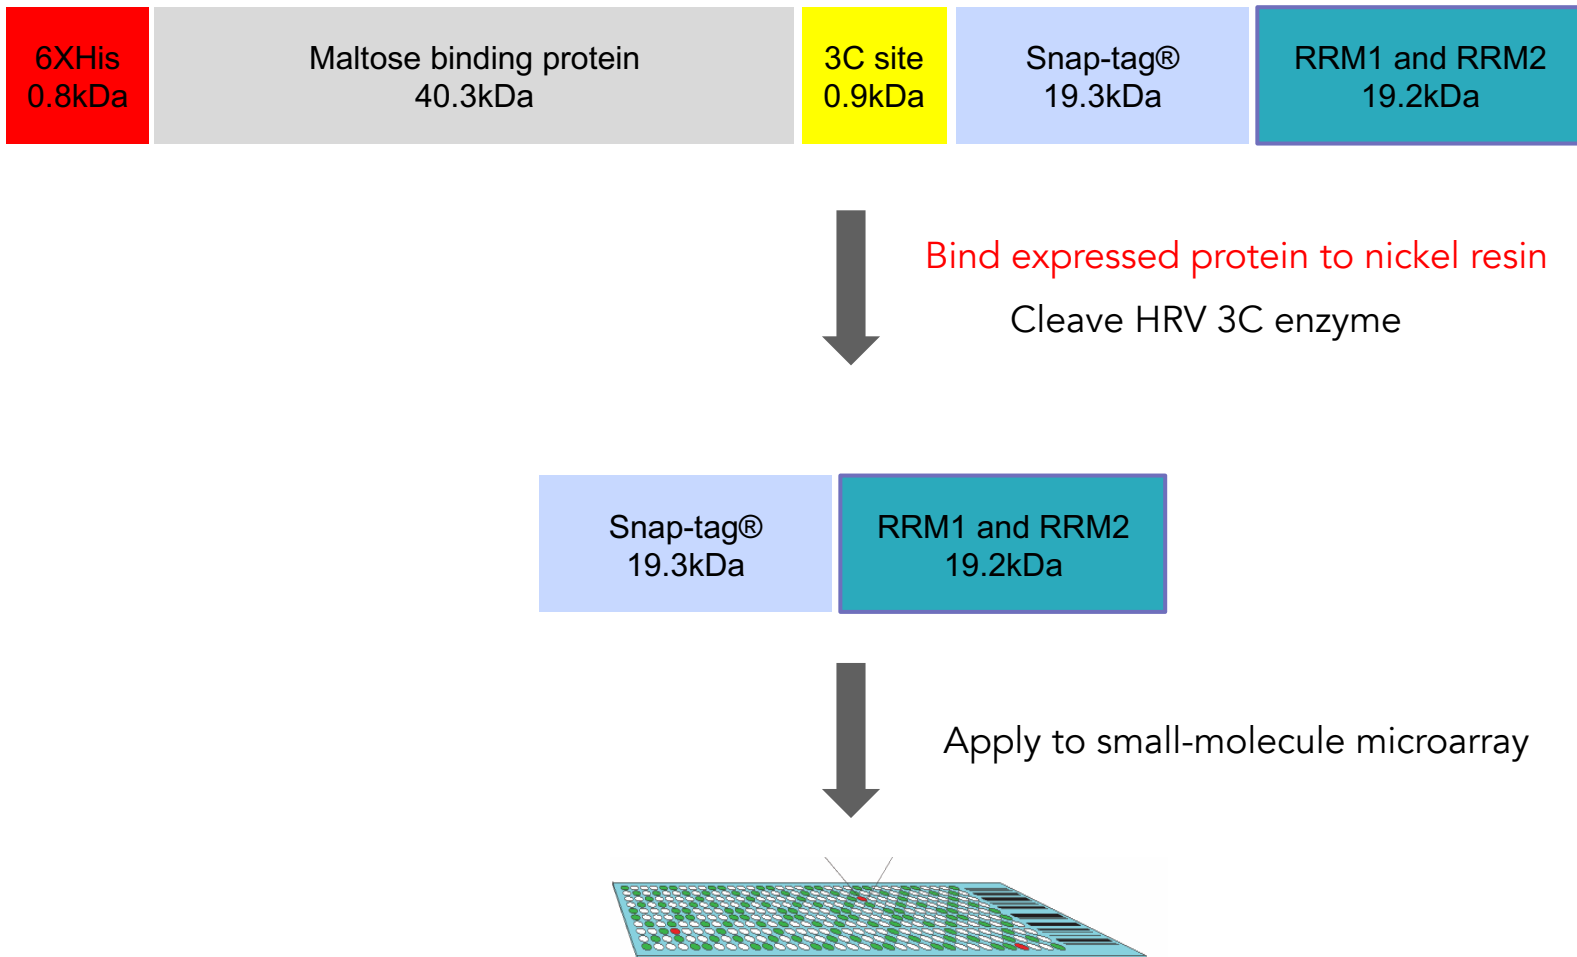 6XHis
0.8kDa
Maltose binding protein
40.3kDa
3C site
0.9kDa
Snap-tag®
19.3kDa
RRM1 and RRM2
19.2kDa
Bind expressed protein to nickel resin
Cleave HRV 3C enzyme
Snap-tag®
19.3kDa
RRM1 and RRM2
19.2kDa
Apply to small-molecule microarray